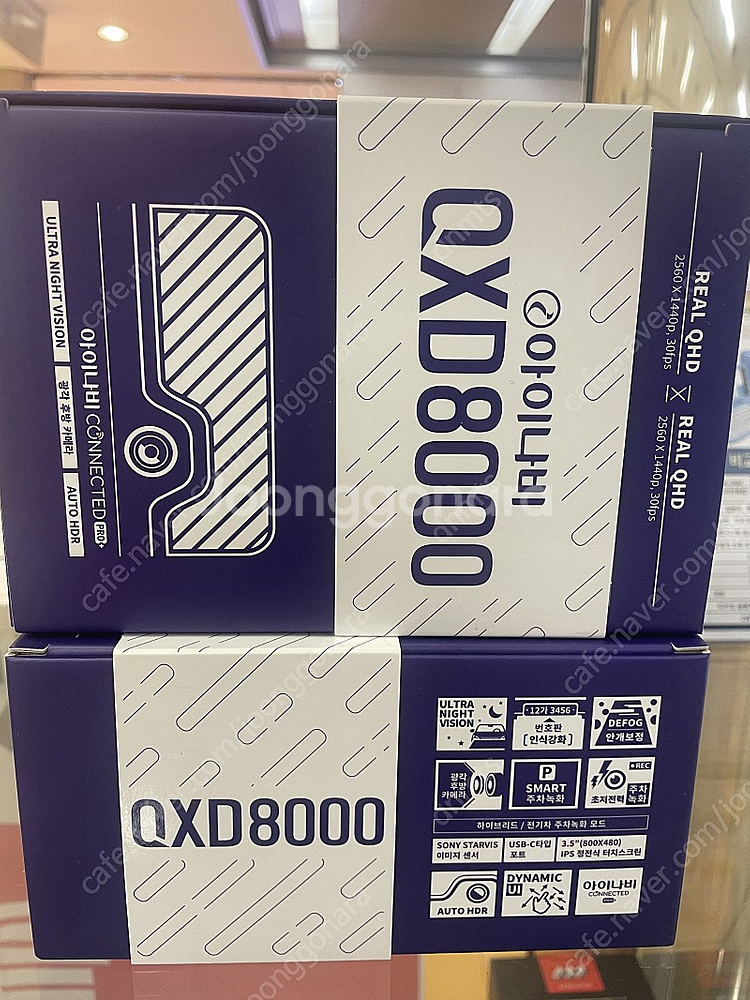 아이나비
QXD8000
REAL QHD
2560 X 1440p, 30fps
X
REAL QHD
2560 X 1440p, 30fps
아이나비 CONNECTED PRO+
ULTRA NIGHT VISION
광각 후방 카메라
AUTO HDR
QXD8000
ULTRA
NIGHT
VISION
12가 3456
번호판
[인식강화]
DEFOG
안개보정
광각
후방
카메라
P
SMART
주차녹화
REC
초저전력
주차
녹화
하이브리드 / 전기차 주차녹화 모드
SONY STARVIS
이미지 센서
USB-C타입
포트
3.5"(800X480)
IPS 정전식 터치스크린
AUTO HDR
DYNAMIC
UI
아이나비
CONNECTED
joonggonara
cafe.naver.com/joonggonara